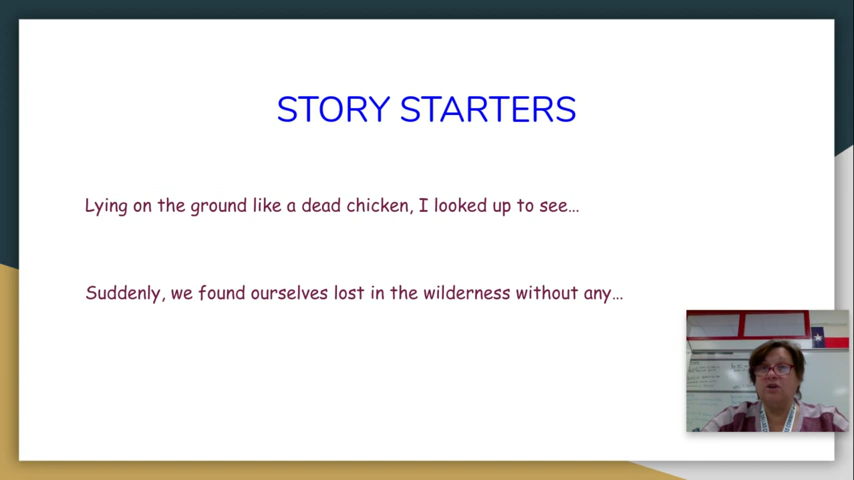 STORY STARTERS
Lying on the ground like a dead chicken, I looked up to see…
Suddenly, we found ourselves lost in the wilderness without any…